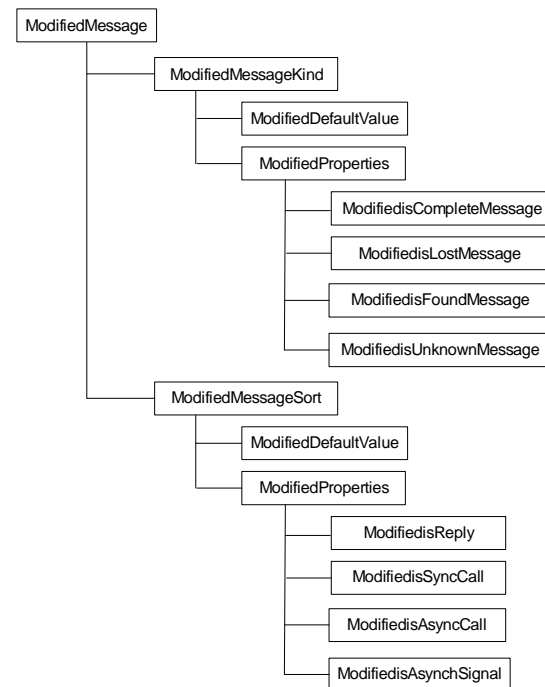 ModifiedMessage
ModifiedMessageKind
ModifiedDefaultValue
ModifiedProperties
ModifiedisCompleteMessage
ModifiedisLostMessage
ModifiedisFoundMessage
ModifiedisUnknownMessage
ModifiedMessageSort
ModifiedDefaultValue
ModifiedProperties
ModifiedisReply
ModifiedisSyncCall
ModifiedisAsyncCall
ModifiedisAsynchSignal